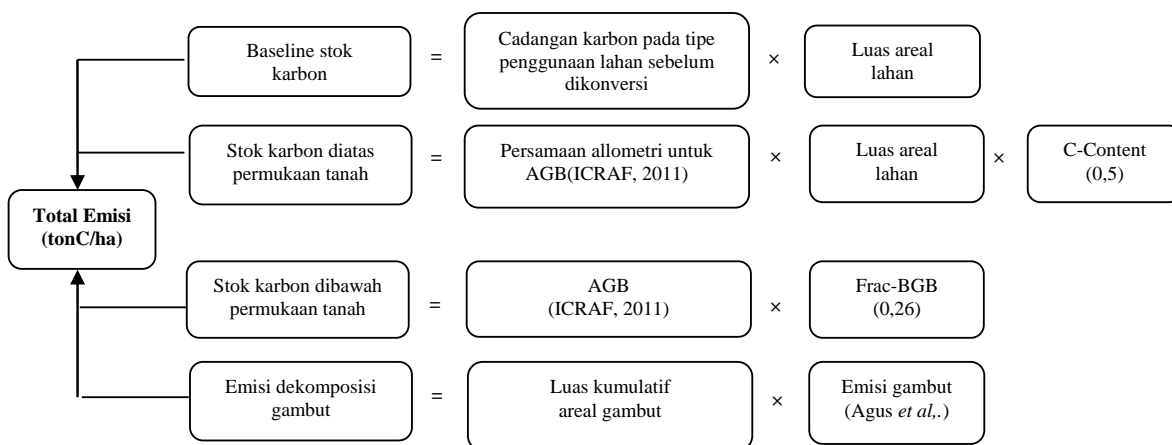 Baseline stok
karbon
=
Cadangan karbon pada tipe
penggunaan lahan sebelum
dikonversi
×
Luas areal
lahan
Stok karbon diatas
permukaan tanah
=
Persamaan allometri untuk
AGB(ICRAF, 2011)
×
Luas areal
lahan
×
C-Content
(0,5)
Total Emisi
(tonC/ha)
Stok karbon dibawah
permukaan tanah
=
AGB
(ICRAF, 2011)
×
Frac-BGB
(0,26)
Emisi dekomposisi
gambut
=
Luas kumulatif
areal gambut
×
Emisi gambut
(Agus et al,.)